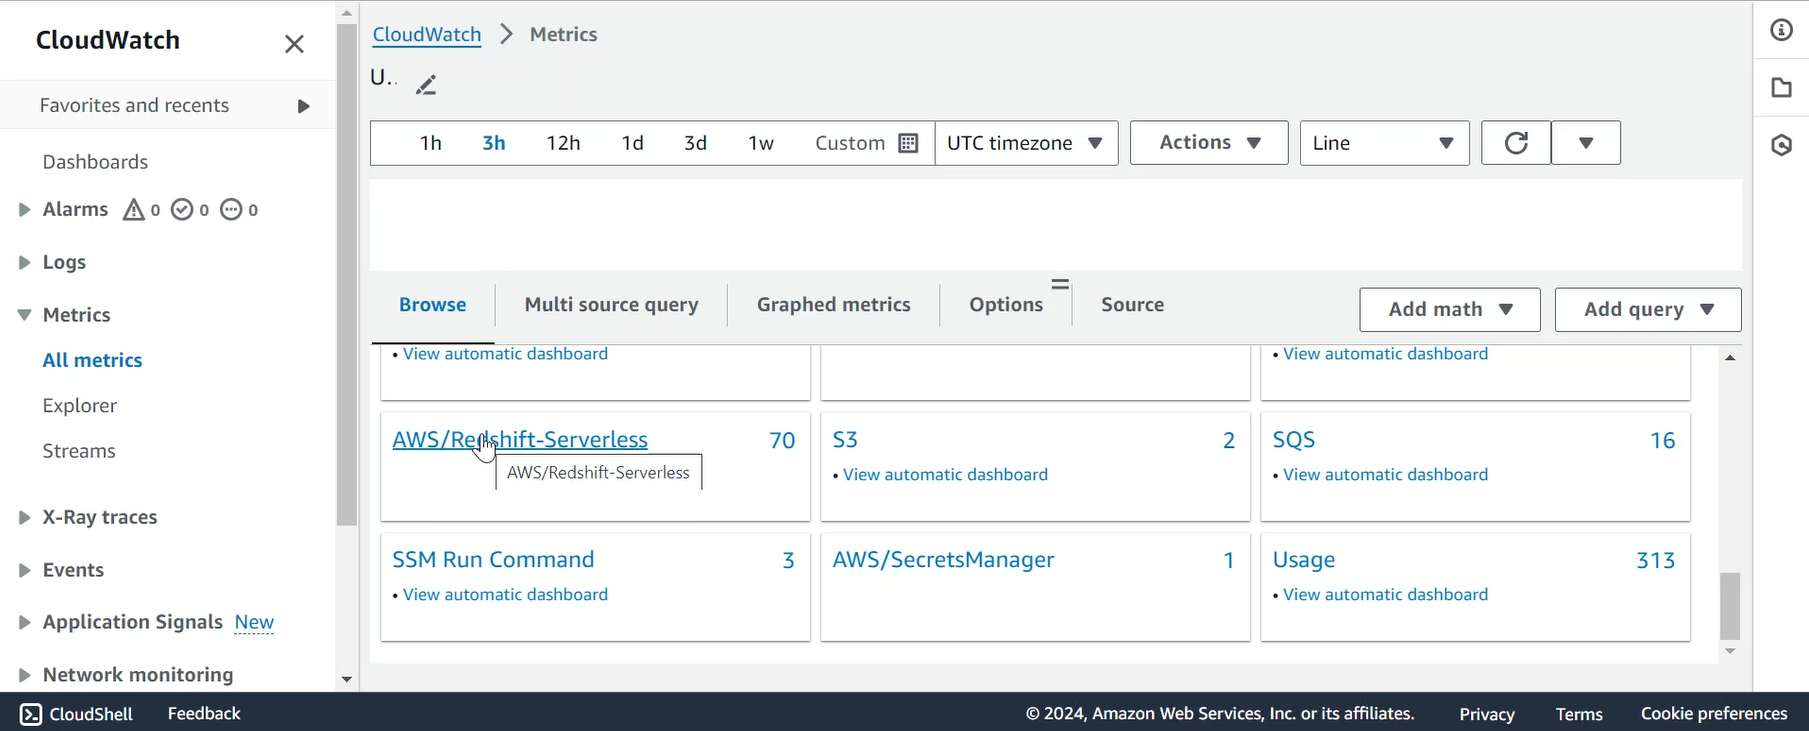 CloudWatch
Favorites and recents
Dashboards
Alarms 0 0 0
Logs
Metrics
All metrics
Explorer
Streams
X-Ray traces
Events
Application Signals New
Network monitoring
CloudWatch > Metrics
U..
1h 3h 12h 1d 3d 1w Custom UTC timezone Actions Line
Browse Multi source query Graphed metrics Options Source Add math Add query
• View automatic dashboard
• View automatic dashboard
AWS/Redshift-Serverless 70
AWS/Redshift-Serverless
S3 2
• View automatic dashboard
SQS 16
• View automatic dashboard
SSM Run Command 3
• View automatic dashboard
AWS/SecretsManager 1
Usage 313
• View automatic dashboard
CloudShell Feedback © 2024, Amazon Web Services, Inc. or its affiliates. Privacy Terms Cookie preferences